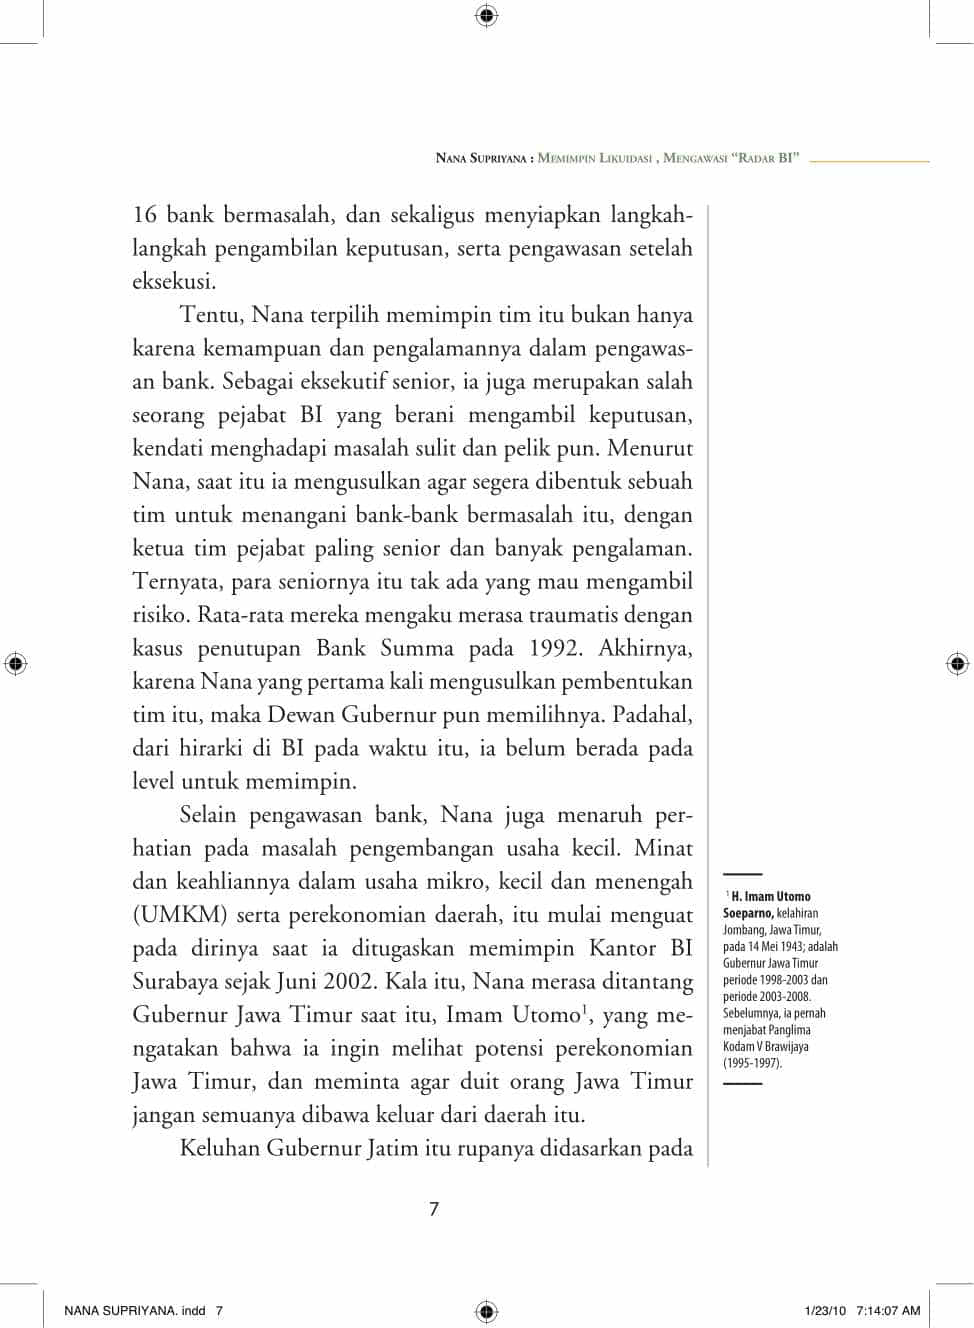 NANA SUPRIYANA : MEMIMPIN LIKUIDASI , MENGAWASI “RADAR BI”
16 bank bermasalah, dan sekaligus menyiapkan langkah-
langkah pengambilan keputusan, serta pengawasan setelah
eksekusi.
Tentu, Nana terpilih memimpin tim itu bukan hanya
karena kemampuan dan pengalamannya dalam pengawas-
an bank. Sebagai eksekutif senior, ia juga merupakan salah
seorang pejabat BI yang berani mengambil keputusan,
kendati menghadapi masalah sulit dan pelik pun. Menurut
Nana, saat itu ia mengusulkan agar segera dibentuk sebuah
tim untuk menangani bank-bank bermasalah itu, dengan
ketua tim pejabat paling senior dan banyak pengalaman.
Ternyata, para seniornya itu tak ada yang mau mengambil
risiko. Rata-rata mereka mengaku merasa traumatis dengan
kasus penutupan Bank Summa pada 1992. Akhirnya,
karena Nana yang pertama kali mengusulkan pembentukan
tim itu, maka Dewan Gubernur pun memilihnya. Padahal,
dari hirarki di BI pada waktu itu, ia belum berada pada
level untuk memimpin.
Selain pengawasan bank, Nana juga menaruh per-
hatian pada masalah pengembangan usaha kecil. Minat
dan keahliannya dalam usaha mikro, kecil dan menengah
(UMKM) serta perekonomian daerah, itu mulai menguat
pada dirinya saat ia ditugaskan memimpin Kantor BI
Surabaya sejak Juni 2002. Kala itu, Nana merasa ditantang
Gubernur Jawa Timur saat itu, Imam Utomo¹, yang me-
ngatakan bahwa ia ingin melihat potensi perekonomian
Jawa Timur, dan meminta agar duit orang Jawa Timur
jangan semuanya dibawa keluar dari daerah itu.
Keluhan Gubernur Jatim itu rupanya didasarkan pada
¹ H. Imam Utomo
Soeparno, kelahiran
Jombang, Jawa Timur,
pada 14 Mei 1943; adalah
Gubernur Jawa Timur
periode 1998-2003 dan
periode 2003-2008.
Sebelumnya, ia pernah
menjabat Panglima
Kodam V Brawijaya
(1995-1997).
7
NANA SUPRIYANA. indd 7
1/23/10 7:14:07 AM